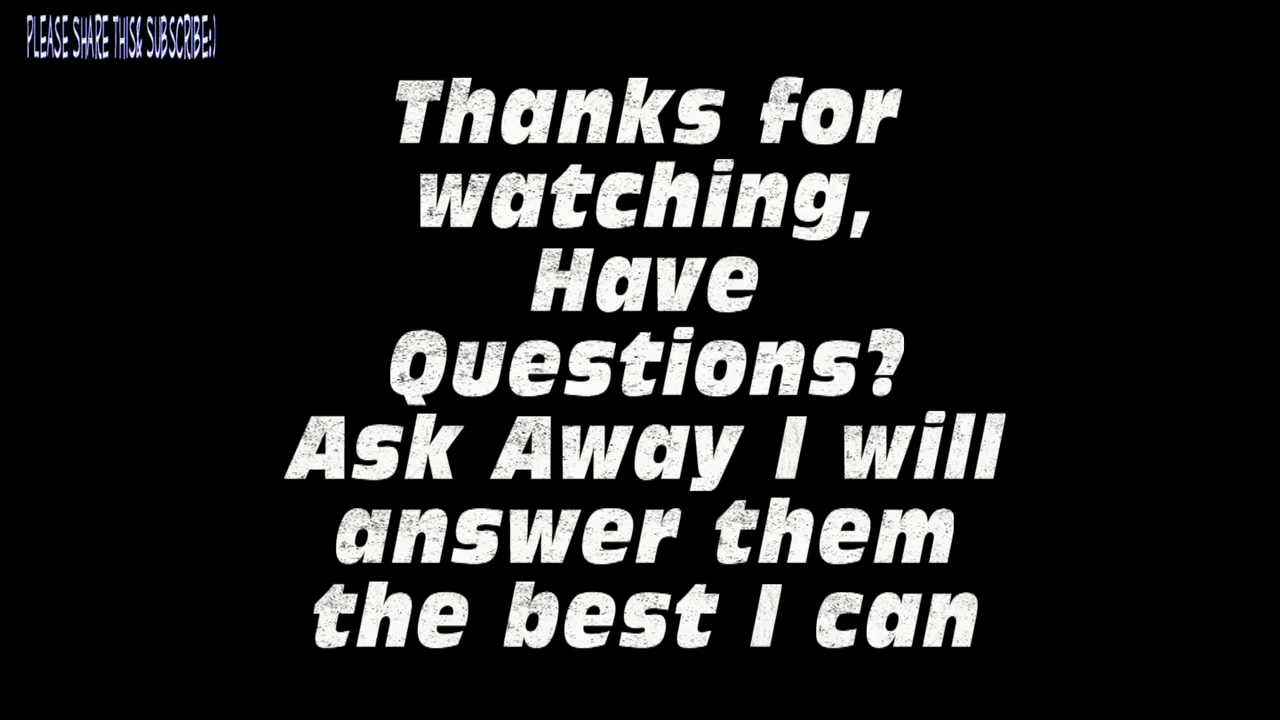 PLEASE SHARE THIS& SUBSCRIBE:)
Thanks for
watching,
Have
Questions?
Ask Away I will
answer them
the best I can